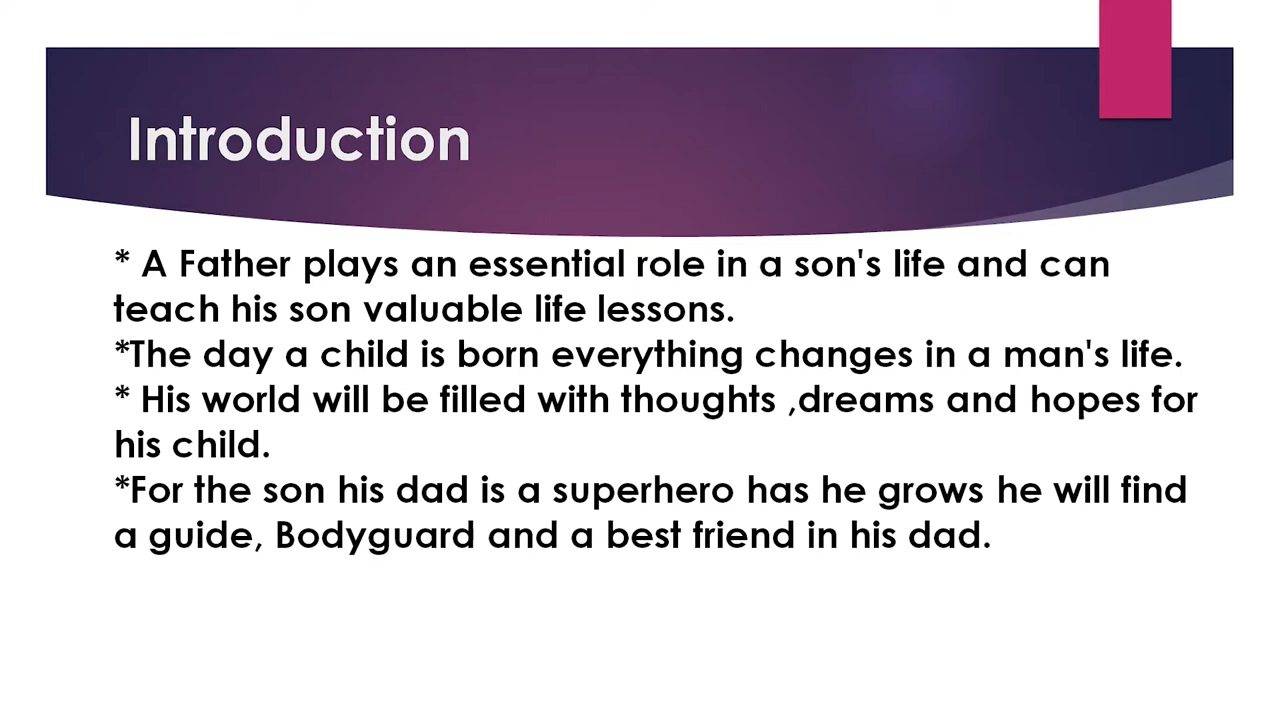 Introduction
* A Father plays an essential role in a son's life and can
teach his son valuable life lessons.
*The day a child is born everything changes in a man's life.
* His world will be filled with thoughts ,dreams and hopes for
his child.
*For the son his dad is a superhero has he grows he will find
a guide, Bodyguard and a best friend in his dad.